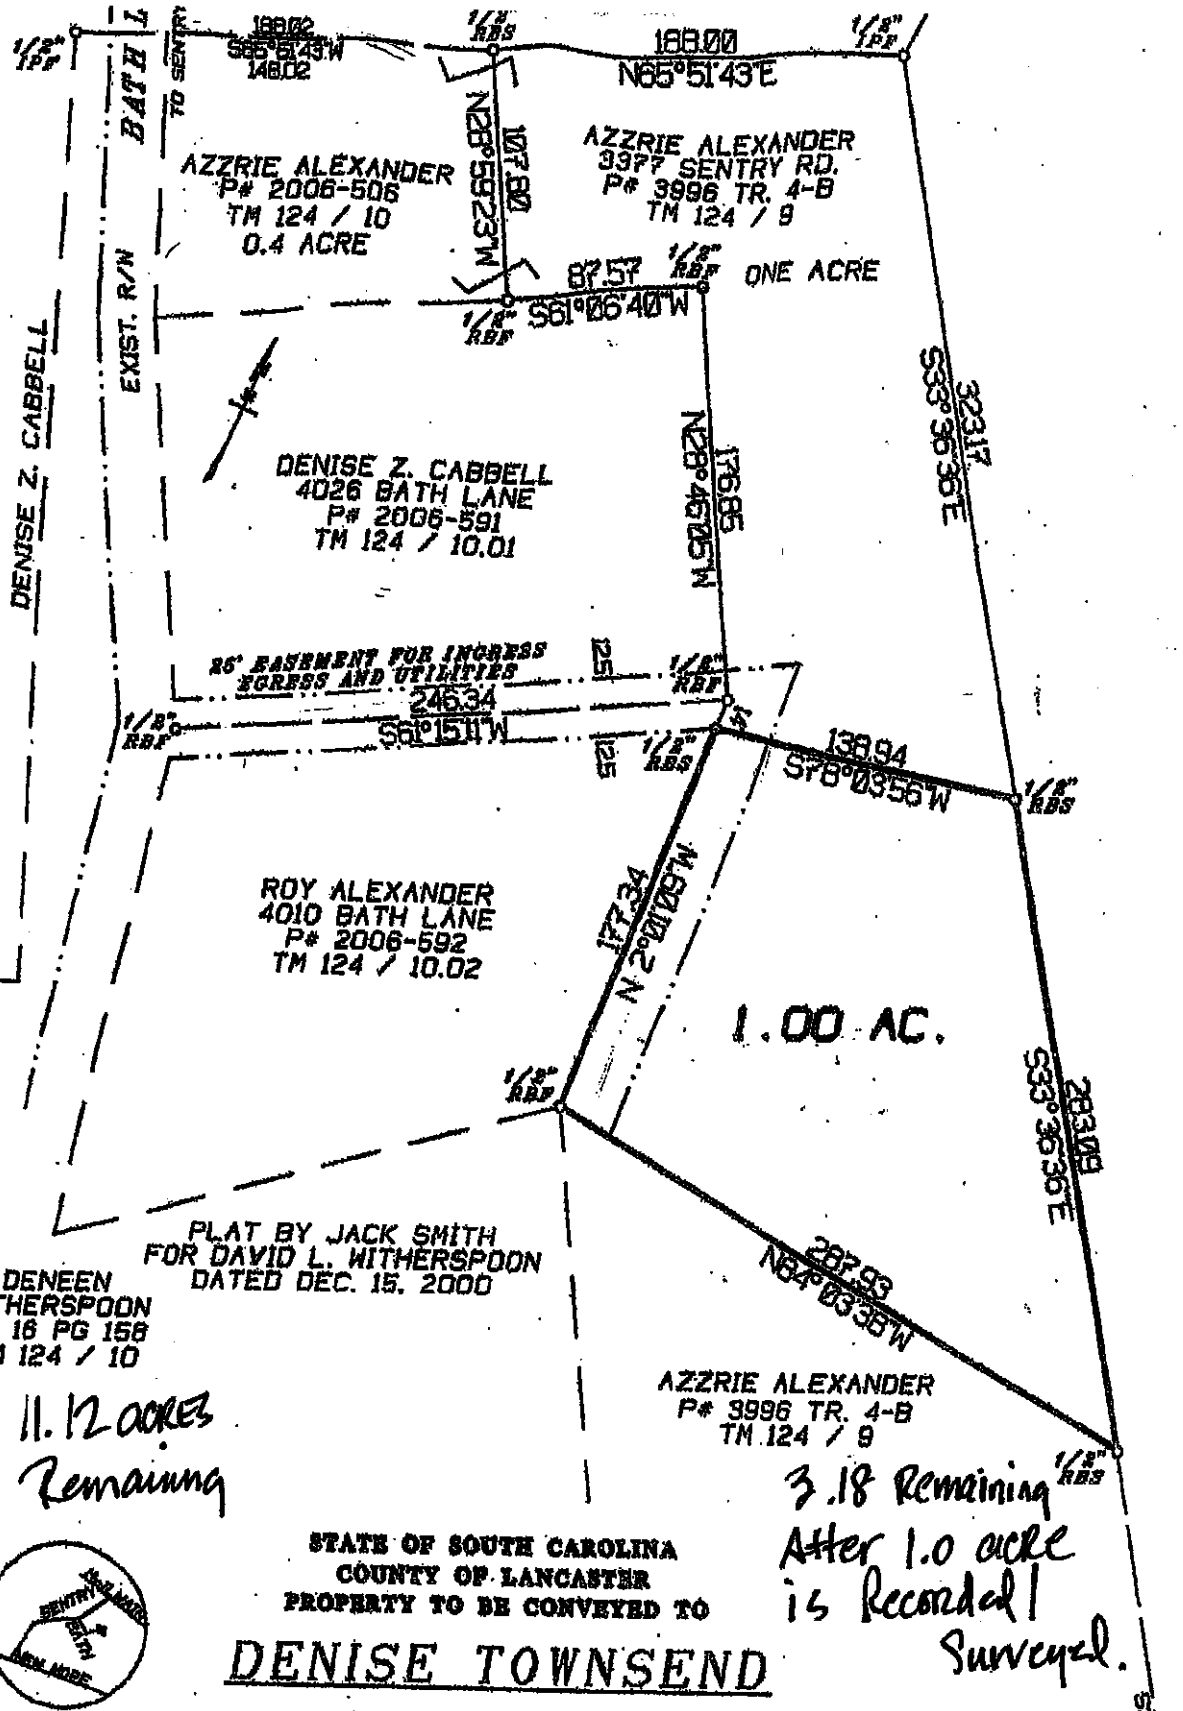 1/2"
IPF
BATH L
TO SENTRY
188.02
S65°51'43"W
148.02
1/2"
RBS
188.00
N65°51'43"E
1/2"
IPF
AZZRIE ALEXANDER
P# 2006-506
TM 124 / 10
0.4 ACRE
107.80
N28°59'23"W
AZZRIE ALEXANDER
3377 SENTRY RD.
P# 3996 TR. 4-B
TM 124 / 9
ONE ACRE
1/2"
RBF
87.57
S61°06'40"W
1/2"
RBF
EXIST. R/W
DENISE Z. CABBELL
323.17
S33°36'36"E
DENISE Z. CABBELL
4026 BATH LANE
P# 2006-591
TM 124 / 10.01
176.85
N28°46'05"W
25' EASEMENT FOR INGRESS
EGRESS AND UTILITIES
12.5
1/2"
RBF
246.34
S61°15'11"W
1/2"
RBF
12.5
1/2"
RBS
14'
138.94
S78°03'56"W
1/2"
RBS
ROY ALEXANDER
4010 BATH LANE
P# 2006-592
TM 124 / 10.02
177.34
N 2°01'09"W
1.00 AC.
283.09
S33°36'36"E
1/2"
RBF
PLAT BY JACK SMITH
FOR DAVID L. WITHERSPOON
DATED DEC. 15, 2000
DENEEN
THERSPOON
16 PG 158
124 / 10
287.93
N84°03'38"W
AZZRIE ALEXANDER
P# 3996 TR. 4-B
TM 124 / 9
1/2"
RBS
11.12 acres
Remaining
3.18 Remaining
After 1.0 acre
is Recorded /
Surveyed.
SENTRY
BATH
NEW HOPE
STATE OF SOUTH CAROLINA
COUNTY OF LANCASTER
PROPERTY TO BE CONVEYED TO
DENISE TOWNSEND